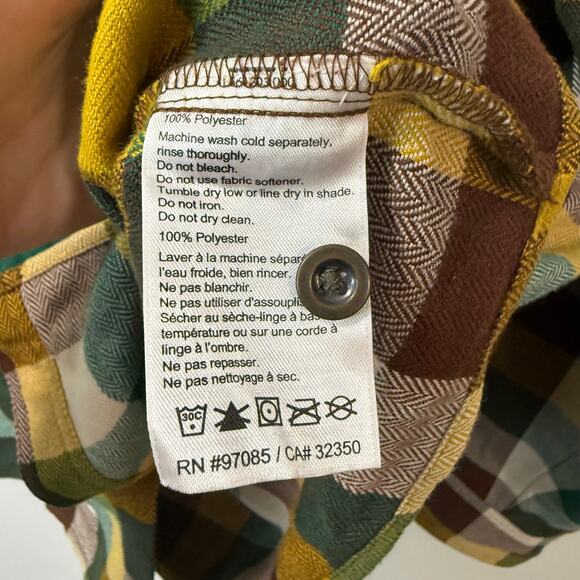 100% Polyester
Machine wash cold separately,
rinse thoroughly.
Do not bleach.
Do not use fabric softener.
Tumble dry low or line dry in shade.
Do not iron.
Do not dry clean.
100% Polyester
Laver à la machine sépar
l'eau froide, bien rincer.
Ne pas blanchir.
Ne pas utiliser d'assouplis
Sécher au sèche-linge à bas
température ou sur une corde à
linge à l'ombre.
Ne pas repasser.
Ne pas nettoyage à sec.
30C
RN #97085 / CA# 32350